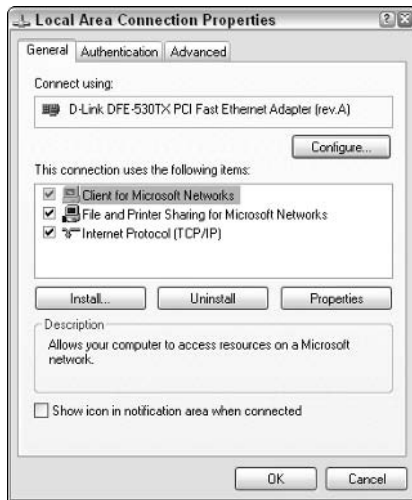 Local Area Connection Properties
General Authentication Advanced
Connect using:
D-Link DFE-530TX PCI Fast Ethernet Adapter (rev.A)
Configure...
This connection uses the following items:
Client for Microsoft Networks
File and Printer Sharing for Microsoft Networks
Internet Protocol (TCP/IP)
Install... Uninstall Properties
Description
Allows your computer to access resources on a Microsoft
network.
Show icon in notification area when connected
OK Cancel